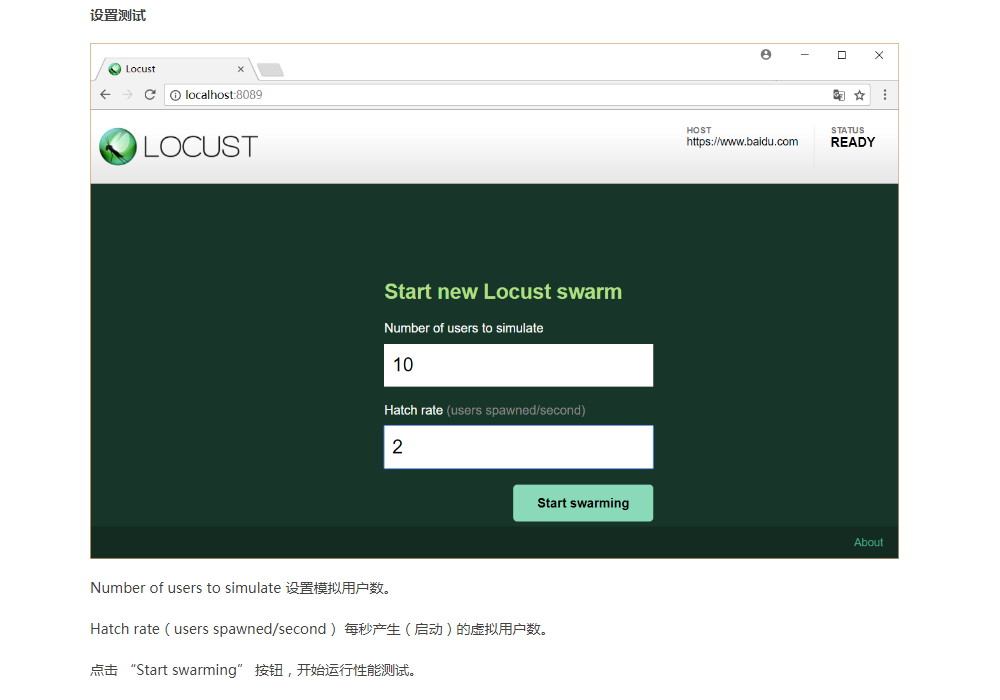 设置测试
Locust
localhost:8089
LOCUST
HOST
https://www.baidu.com
STATUS
READY
Start new Locust swarm
Number of users to simulate
10
Hatch rate (users spawned/second)
2
Start swarming
About
Number of users to simulate 设置模拟用户数。
Hatch rate（users spawned/second） 每秒产生（启动）的虚拟用户数。
点击 “Start swarming” 按钮，开始运行性能测试。